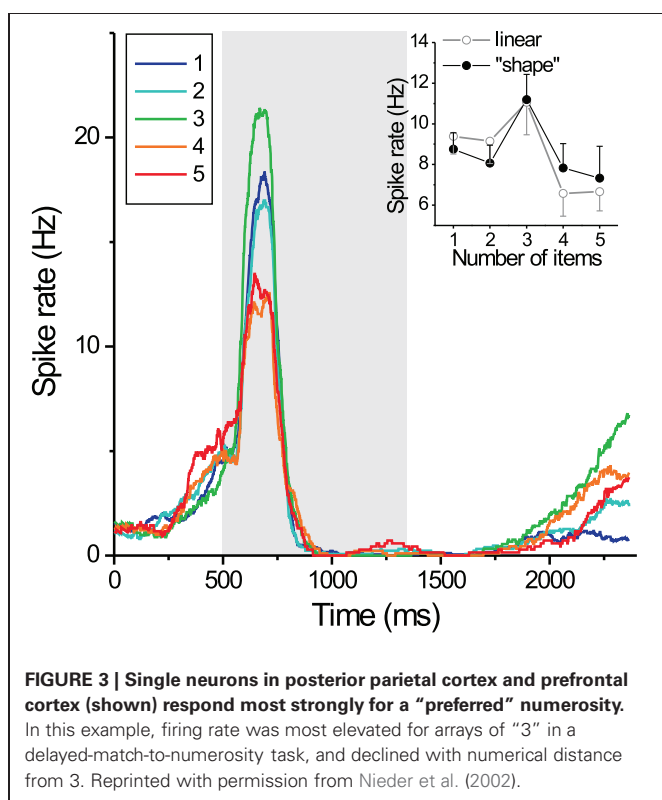 20
10
0
Spike rate (Hz)
1
2
3
4
5
14
12
10
8
6
Spike rate (Hz)
linear
"shape"
1 2 3 4 5
Number of items
0 500 1000 1500 2000
Time (ms)
FIGURE 3 | Single neurons in posterior parietal cortex and prefrontal
cortex (shown) respond most strongly for a “preferred” numerosity.
In this example, firing rate was most elevated for arrays of “3” in a
delayed-match-to-numerosity task, and declined with numerical distance
from 3. Reprinted with permission from Nieder et al. (2002).